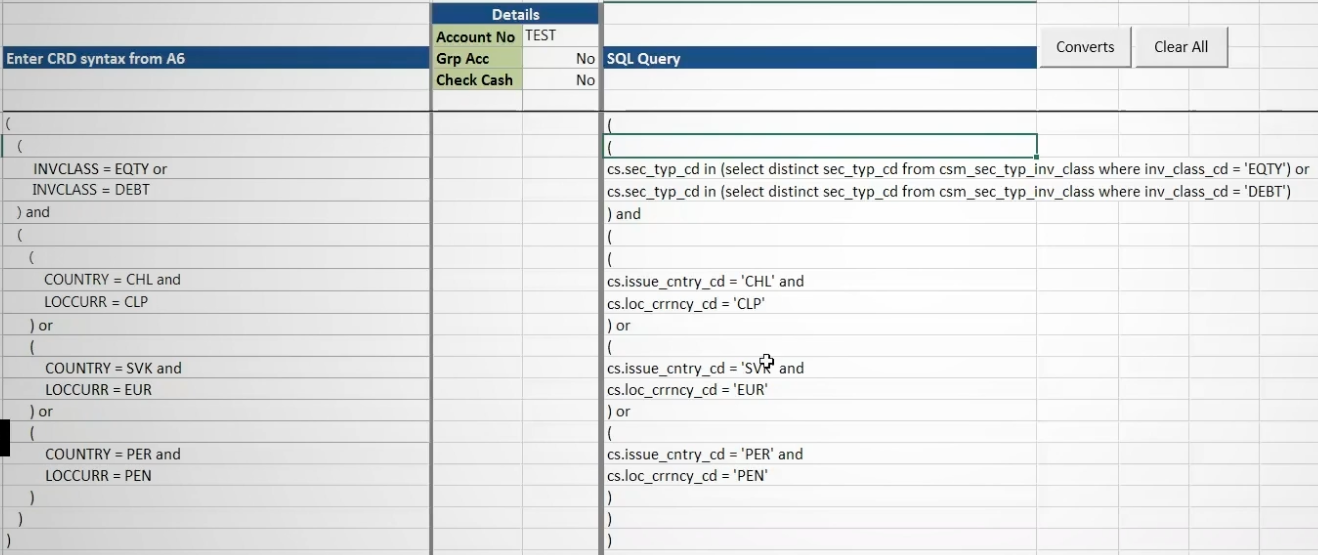 Details
Account No TEST
Enter CRD syntax from A6 Grp Acc No SQL Query Converts Clear All
Check Cash No
( (
( (
INVCLASS = EQTY or cs.sec_typ_cd in (select distinct sec_typ_cd from csm_sec_typ_inv_class where inv_class_cd = 'EQTY') or
INVCLASS = DEBT cs.sec_typ_cd in (select distinct sec_typ_cd from csm_sec_typ_inv_class where inv_class_cd = 'DEBT')
) and ) and
( (
( (
COUNTRY = CHL and cs.issue_cntry_cd = 'CHL' and
LOCCURR = CLP cs.loc_crrncy_cd = 'CLP'
) or ) or
( (
COUNTRY = SVK and cs.issue_cntry_cd = 'SVK' and
LOCCURR = EUR cs.loc_crrncy_cd = 'EUR'
) or ) or
( (
COUNTRY = PER and cs.issue_cntry_cd = 'PER' and
LOCCURR = PEN cs.loc_crrncy_cd = 'PEN'
) )
) )
) )